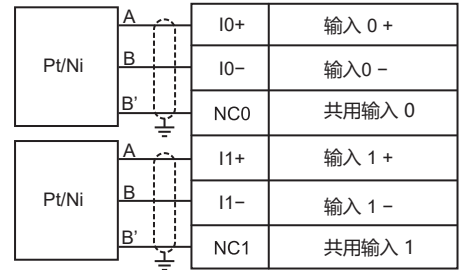 A
I0+
输入 0 +
Pt/Ni
B
I0−
输入0 −
B’
NC0
共用输入 0
A
I1+
输入 1 +
Pt/Ni
B
I1−
输入 1 −
B’
NC1
共用输入 1